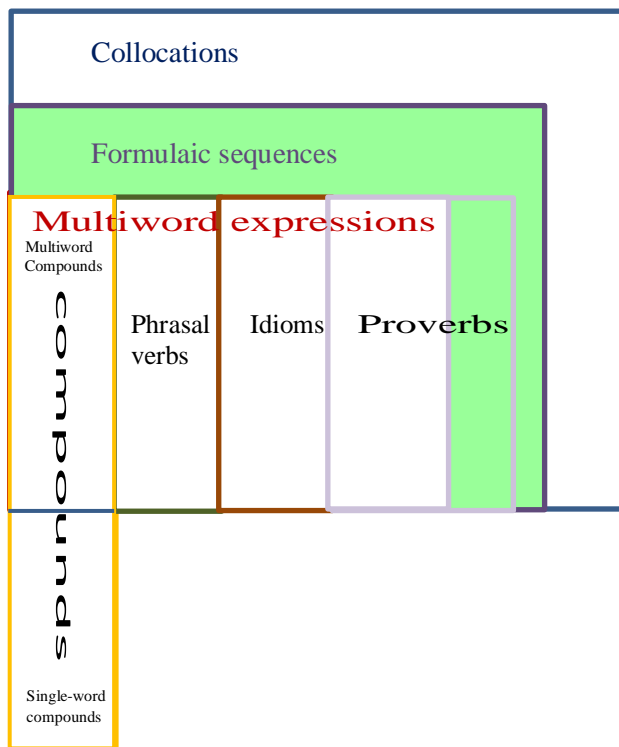 Collocations
Formulaic sequences
Multiword expressions
Multiword
Compounds
compounds
Phrasal
verbs
Idioms
Proverbs
Single-word
compounds